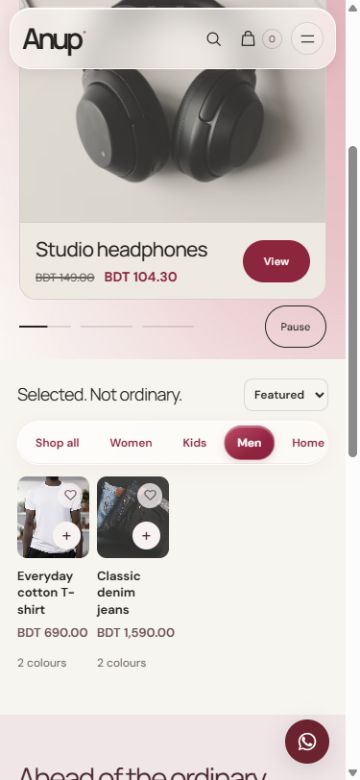 Anup
0
Studio headphones
BDT 149.00 BDT 104.30
View
Pause
Selected. Not ordinary.
Featured
Shop all Women Kids Men Home
Everyday cotton T-shirt
BDT 690.00
2 colours
Classic denim jeans
BDT 1,590.00
2 colours
Ahead of the ordinary